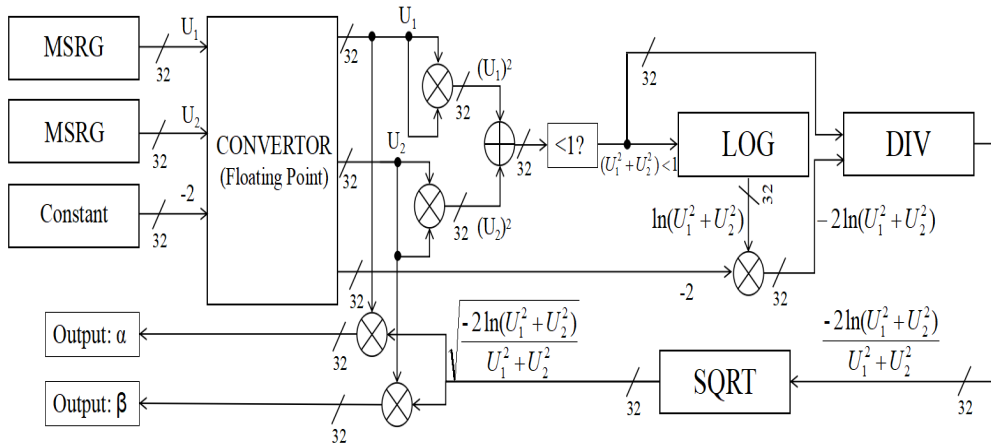 MSRG
U₁
32
MSRG
U₂
32
Constant
-2
32
CONVERTOR
(Floating Point)
32
U₁
(U₁)²
32
32
U₂
(U₂)²
32
32
<1?
(U₁²+U₂²)<1
32
LOG
32
ln(U₁²+U₂²)
-2
32
32
-2ln(U₁²+U₂²)
DIV
32
-2ln(U₁²+U₂²)
U₁²+U₂²
SQRT
32
√
-2ln(U₁²+U₂²)
U₁²+U₂²
Output: α
32
Output: β
32